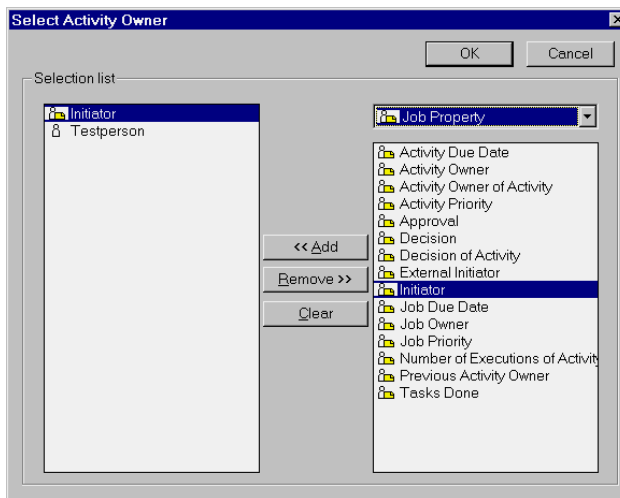 Select Activity Owner
OK
Cancel
Selection list
Initiator
Testperson
<< Add
Remove >>
Clear
Job Property
Activity Due Date
Activity Owner
Activity Owner of Activity
Activity Priority
Approval
Decision
Decision of Activity
External Initiator
Initiator
Job Due Date
Job Owner
Job Priority
Number of Executions of Activit
Previous Activity Owner
Tasks Done